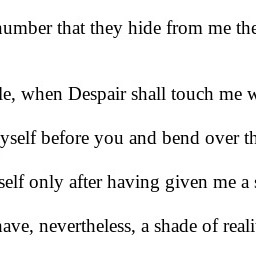 number that they hide from me the
le, when Despair shall touch me w
yself before you and bend over th
self only after having given me a s
have, nevertheless, a shade of reali